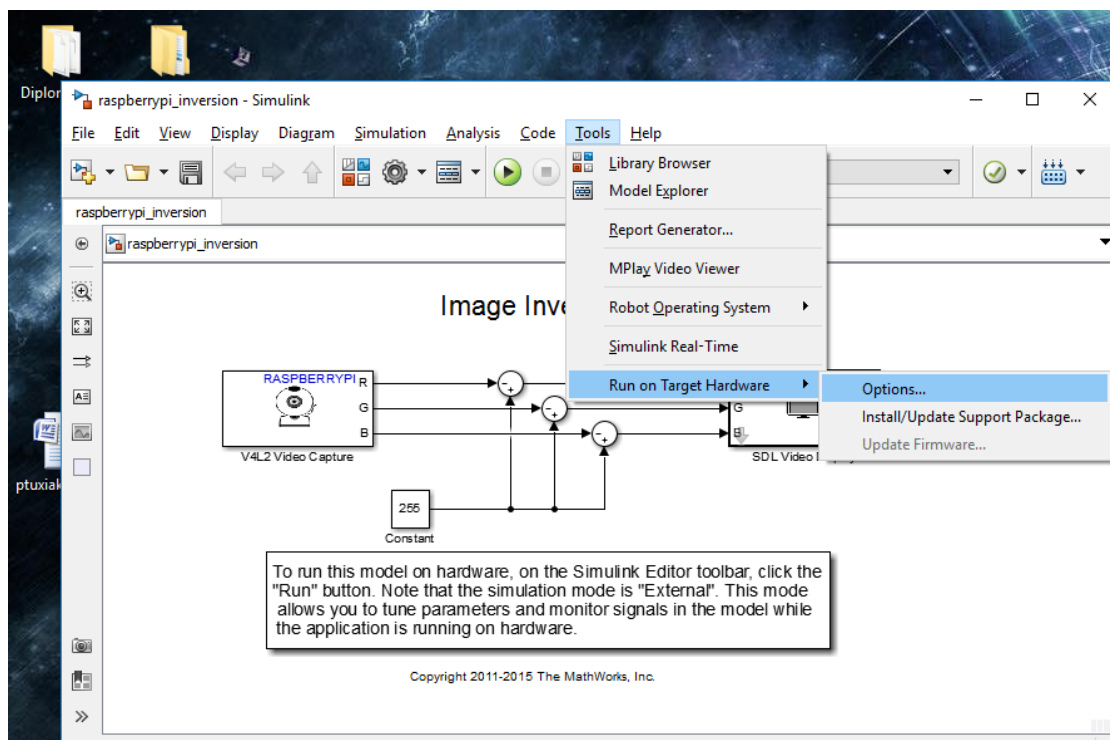 Diplor
raspberrypi_inversion - Simulink
File Edit View Display Diagram Simulation Analysis Code Tools Help
Library Browser
Model Explorer
raspberrypi_inversion
Report Generator...
raspberrypi_inversion
MPlay Video Viewer
Image Inve
Robot Operating System
Simulink Real-Time
RASPBERRYPI
R
Run on Target Hardware
Options...
G
G
Install/Update Support Package...
B
B
Update Firmware...
V4L2 Video Capture
SDL Video
ptuxiak
255
Constant
To run this model on hardware, on the Simulink Editor toolbar, click the
"Run" button. Note that the simulation mode is "External". This mode
allows you to tune parameters and monitor signals in the model while
the application is running on hardware.
Copyright 2011-2015 The MathWorks, Inc.